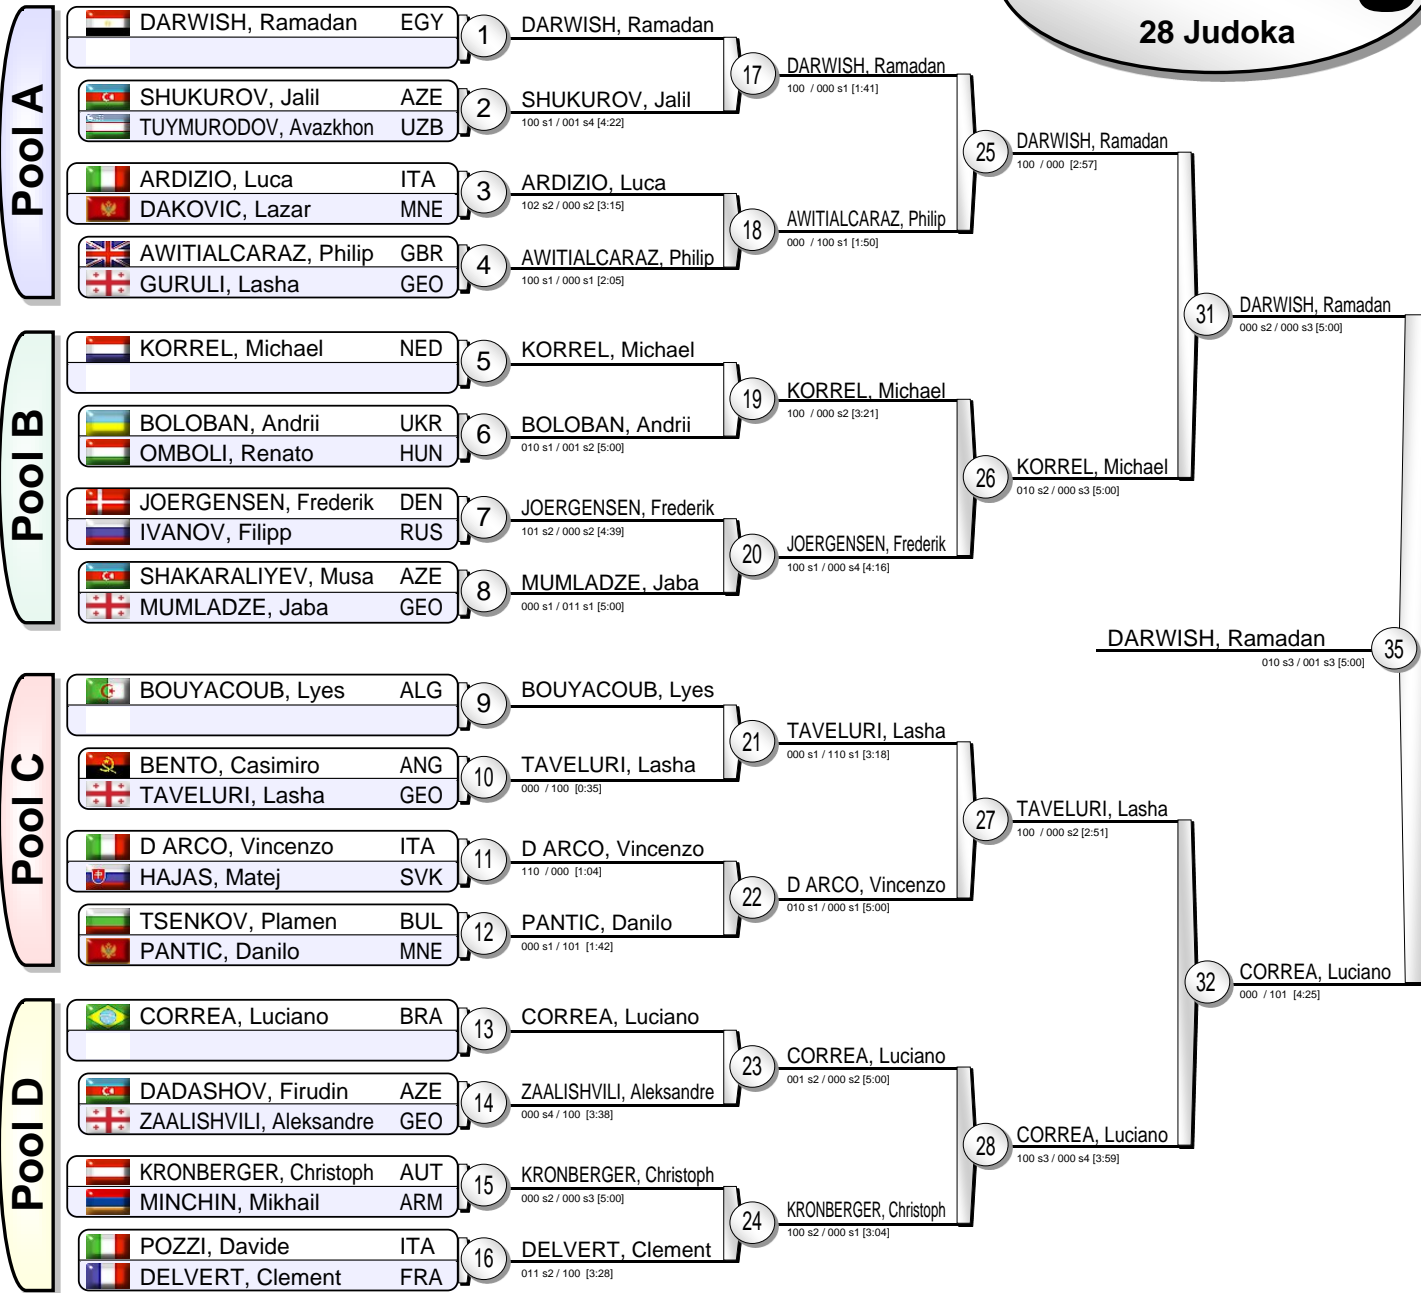 28 Judoka
Pool A
DARWISH, Ramadan EGY
1
DARWISH, Ramadan
SHUKUROV, Jalil AZE
TUYMURODOV, Avazkhon UZB
2
SHUKUROV, Jalil
100 s1 / 001 s4 [4:22]
17
DARWISH, Ramadan
100 / 000 s1 [1:41]
ARDIZIO, Luca ITA
DAKOVIC, Lazar MNE
3
ARDIZIO, Luca
102 s2 / 000 s2 [3:15]
AWITIALCARAZ, Philip GBR
GURULI, Lasha GEO
4
AWITIALCARAZ, Philip
100 s1 / 000 s1 [2:05]
18
AWITIALCARAZ, Philip
000 / 100 s1 [1:50]
25
DARWISH, Ramadan
100 / 000 [2:57]
Pool B
KORREL, Michael NED
5
KORREL, Michael
BOLOBAN, Andrii UKR
OMBOLI, Renato HUN
6
BOLOBAN, Andrii
010 s1 / 001 s2 [5:00]
19
KORREL, Michael
100 / 000 s2 [3:21]
JOERGENSEN, Frederik DEN
IVANOV, Filipp RUS
7
JOERGENSEN, Frederik
101 s2 / 000 s2 [4:39]
SHAKARALIYEV, Musa AZE
MUMLADZE, Jaba GEO
8
MUMLADZE, Jaba
000 s1 / 011 s1 [5:00]
20
JOERGENSEN, Frederik
100 s1 / 000 s4 [4:16]
26
KORREL, Michael
010 s2 / 000 s3 [5:00]
31
DARWISH, Ramadan
000 s2 / 000 s3 [5:00]
DARWISH, Ramadan
010 s3 / 001 s3 [5:00]
35
Pool C
BOUYACOUB, Lyes ALG
9
BOUYACOUB, Lyes
BENTO, Casimiro ANG
TAVELURI, Lasha GEO
10
TAVELURI, Lasha
000 / 100 [0:35]
21
TAVELURI, Lasha
000 s1 / 110 s1 [3:18]
D ARCO, Vincenzo ITA
HAJAS, Matej SVK
11
D ARCO, Vincenzo
110 / 000 [1:04]
TSENKOV, Plamen BUL
PANTIC, Danilo MNE
12
PANTIC, Danilo
000 s1 / 101 [1:42]
22
D ARCO, Vincenzo
010 s1 / 000 s1 [5:00]
27
TAVELURI, Lasha
100 / 000 s2 [2:51]
Pool D
CORREA, Luciano BRA
13
CORREA, Luciano
DADASHOV, Firudin AZE
ZAALISHVILI, Aleksandre GEO
14
ZAALISHVILI, Aleksandre
000 s4 / 100 [3:38]
23
CORREA, Luciano
001 s2 / 000 s2 [5:00]
KRONBERGER, Christoph AUT
MINCHIN, Mikhail ARM
15
KRONBERGER, Christoph
000 s2 / 000 s3 [5:00]
POZZI, Davide ITA
DELVERT, Clement FRA
16
DELVERT, Clement
011 s2 / 100 [3:28]
24
KRONBERGER, Christoph
100 s2 / 000 s1 [3:04]
28
CORREA, Luciano
100 s3 / 000 s4 [3:59]
32
CORREA, Luciano
000 / 101 [4:25]